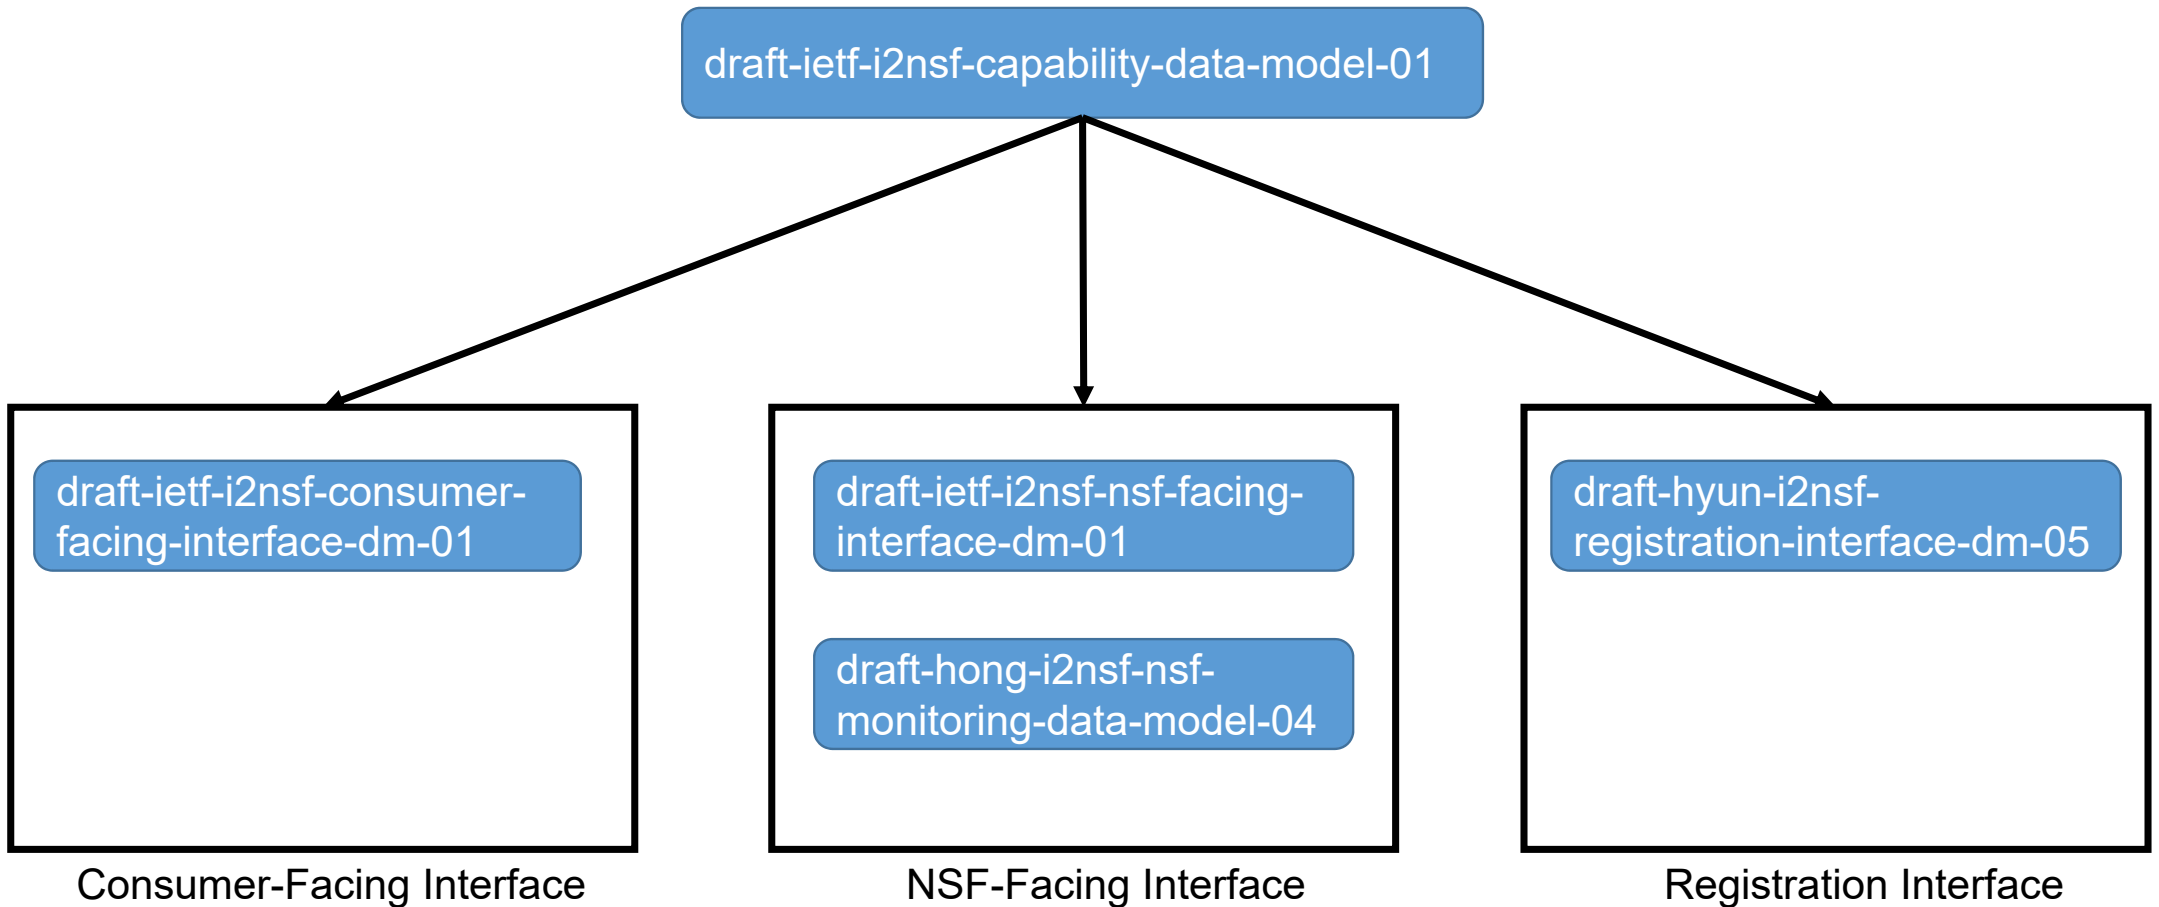 draft-ietf-i2nsf-capability-data-model-01
draft-ietf-i2nsf-consumer-
facing-interface-dm-01
draft-ietf-i2nsf-nsf-facing-
interface-dm-01
draft-hong-i2nsf-nsf-
monitoring-data-model-04
draft-hyun-i2nsf-
registration-interface-dm-05
Consumer-Facing Interface
NSF-Facing Interface
Registration Interface